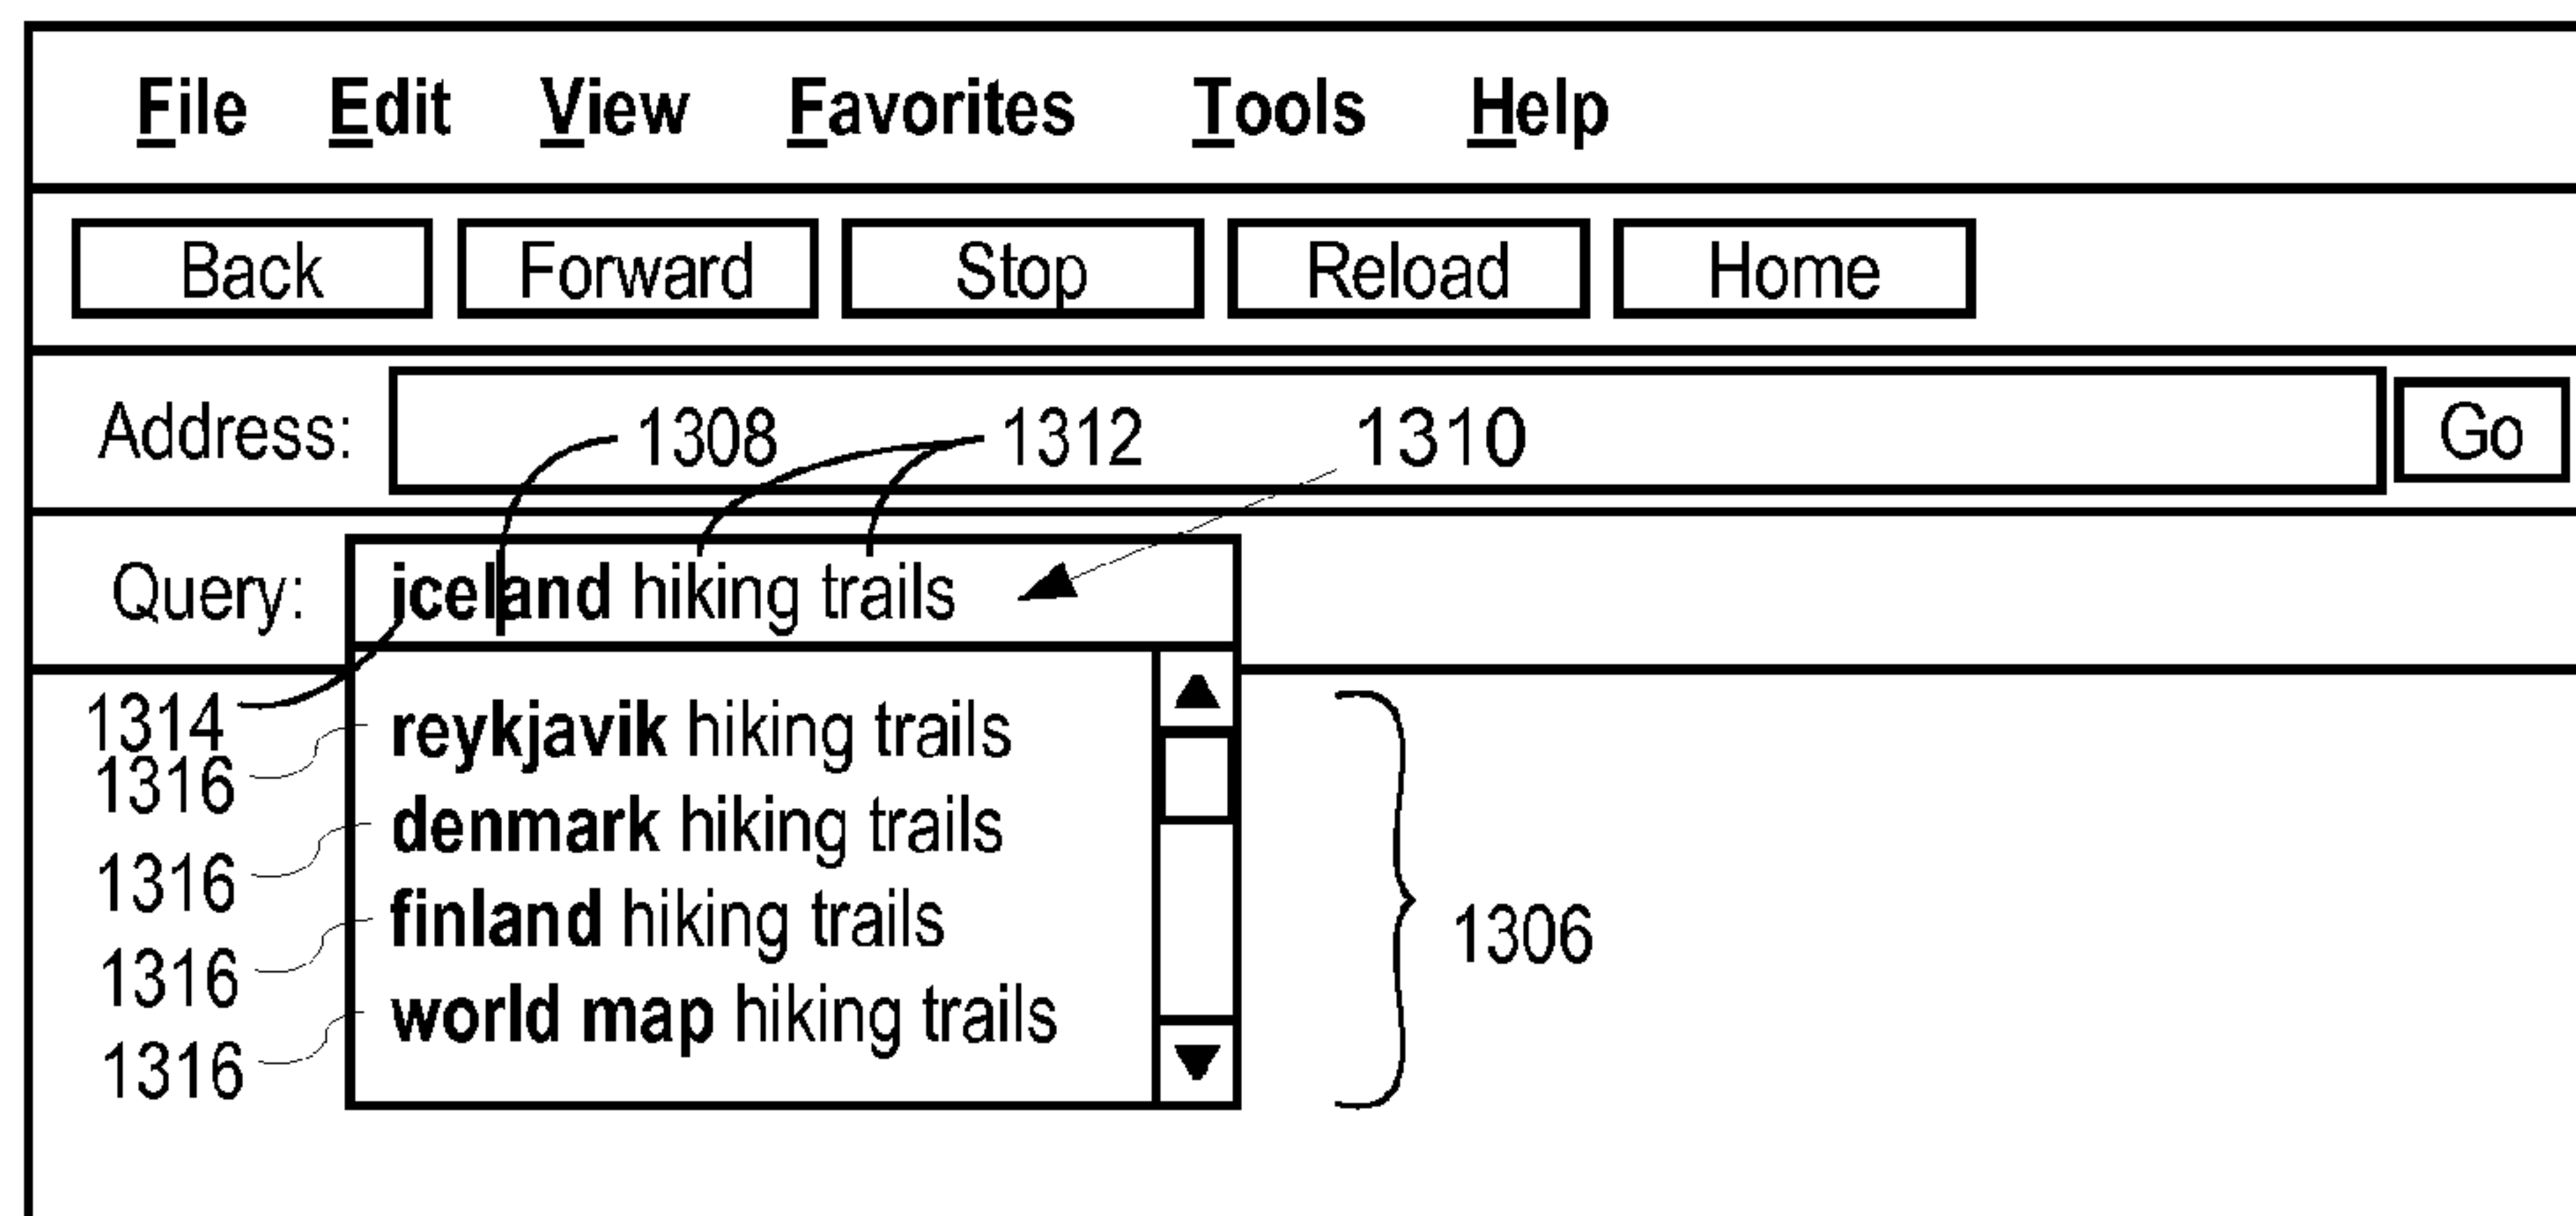 File Edit View Favorites Tools Help
Back Forward Stop Reload Home
Address: 1308 1312 1310 Go
Query: iceland hiking trails
1314
1316 reykjavik hiking trails
1316 denmark hiking trails
1316 finland hiking trails
1316 world map hiking trails
1306